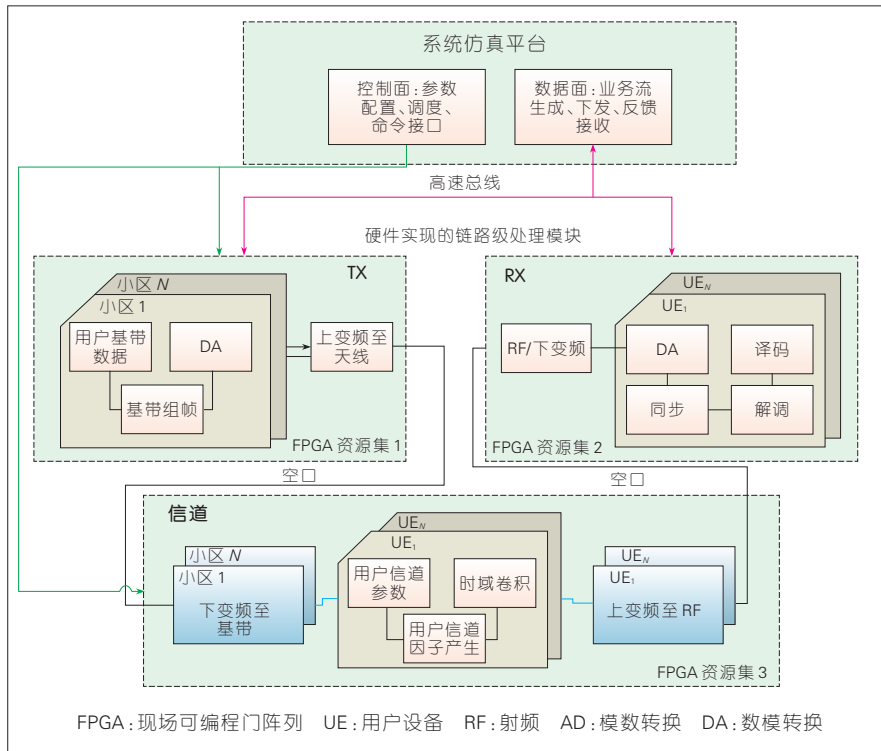 系统仿真平台
控制面:参数
配置、调度、
命令接口
数据面:业务流
生成、下发、反馈
接收
高速总线
硬件实现的链路级处理模块
TX
小区 N
小区 1
用户基带
数据
DA
基带组帧
上变频至
天线
FPGA 资源集 1
RX
UE_N
UE_1
RF/下变频
DA
译码
同步
解调
FPGA 资源集 2
空口
空口
信道
小区 N
小区 1
下变频至
基带
UE_N
UE_1
用户信道
参数
时域卷积
用户信道
因子产生
UE_N
UE_1
上变频至 RF
FPGA 资源集 3
FPGA:现场可编程门阵列 UE:用户设备 RF:射频 AD:模数转换 DA:数模转换